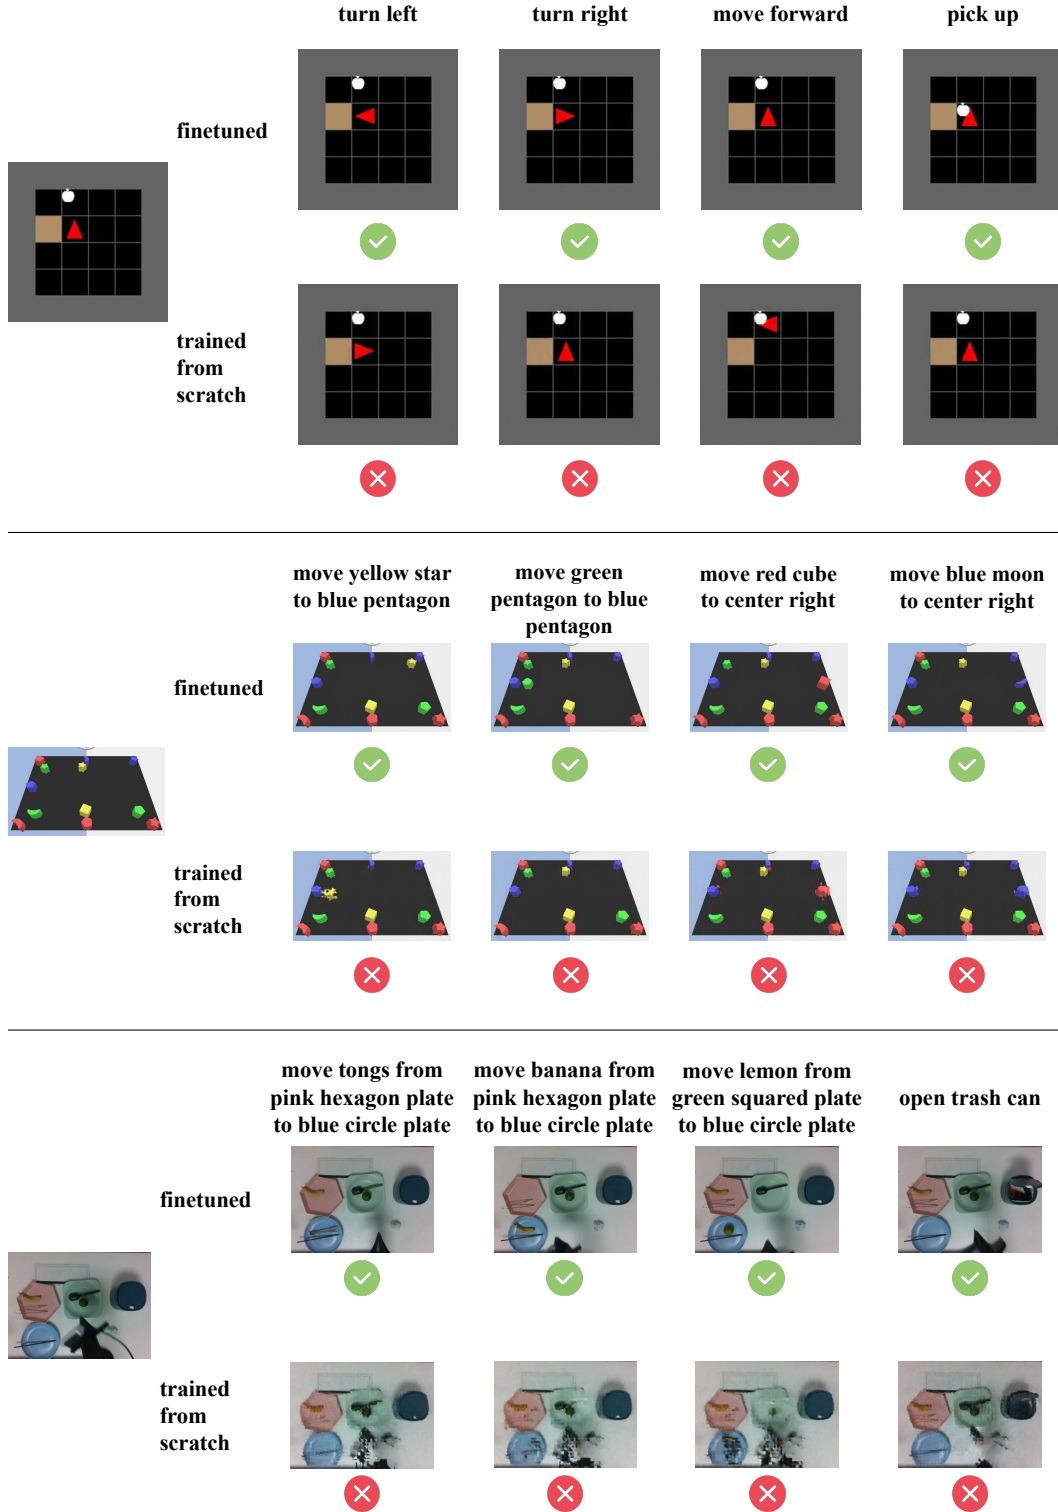 turn left turn right move forward pick up
finetuned
trained
from
scratch
move yellow star
to blue pentagon
move green
pentagon to blue
pentagon
move red cube
to center right
move blue moon
to center right
finetuned
trained
from
scratch
move tongs from
pink hexagon plate
to blue circle plate
move banana from
pink hexagon plate
to blue circle plate
move lemon from
green squared plate
to blue circle plate
open trash can
finetuned
trained
from
scratch